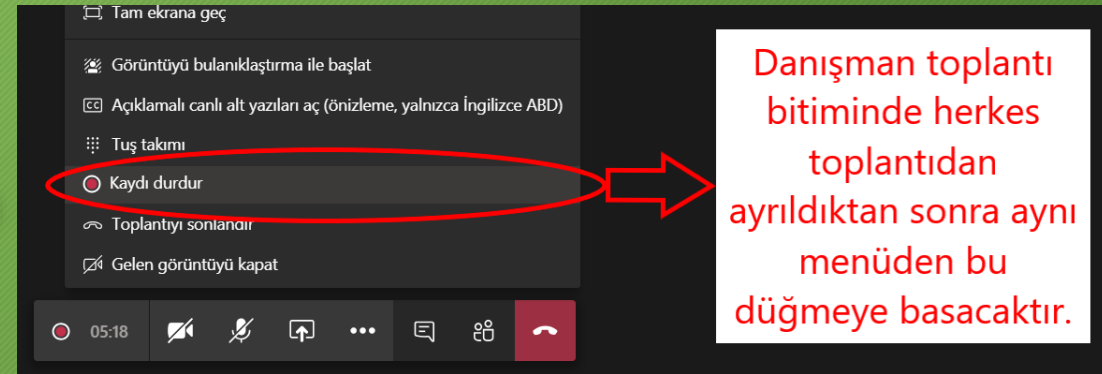 Tam ekrana geç
Görüntüyü bulanıklaştırma ile başlat
Açıklamalı canlı alt yazıları aç (önizleme, yalnızca İngilizce ABD)
Tuş takımı
Kaydı durdur
Toplantıyı sonlandır
Gelen görüntüyü kapat
05:18
Danışman toplantı
bitiminde herkes
toplantıdan
ayrıldıktan sonra aynı
menüden bu
düğmeye basacaktır.